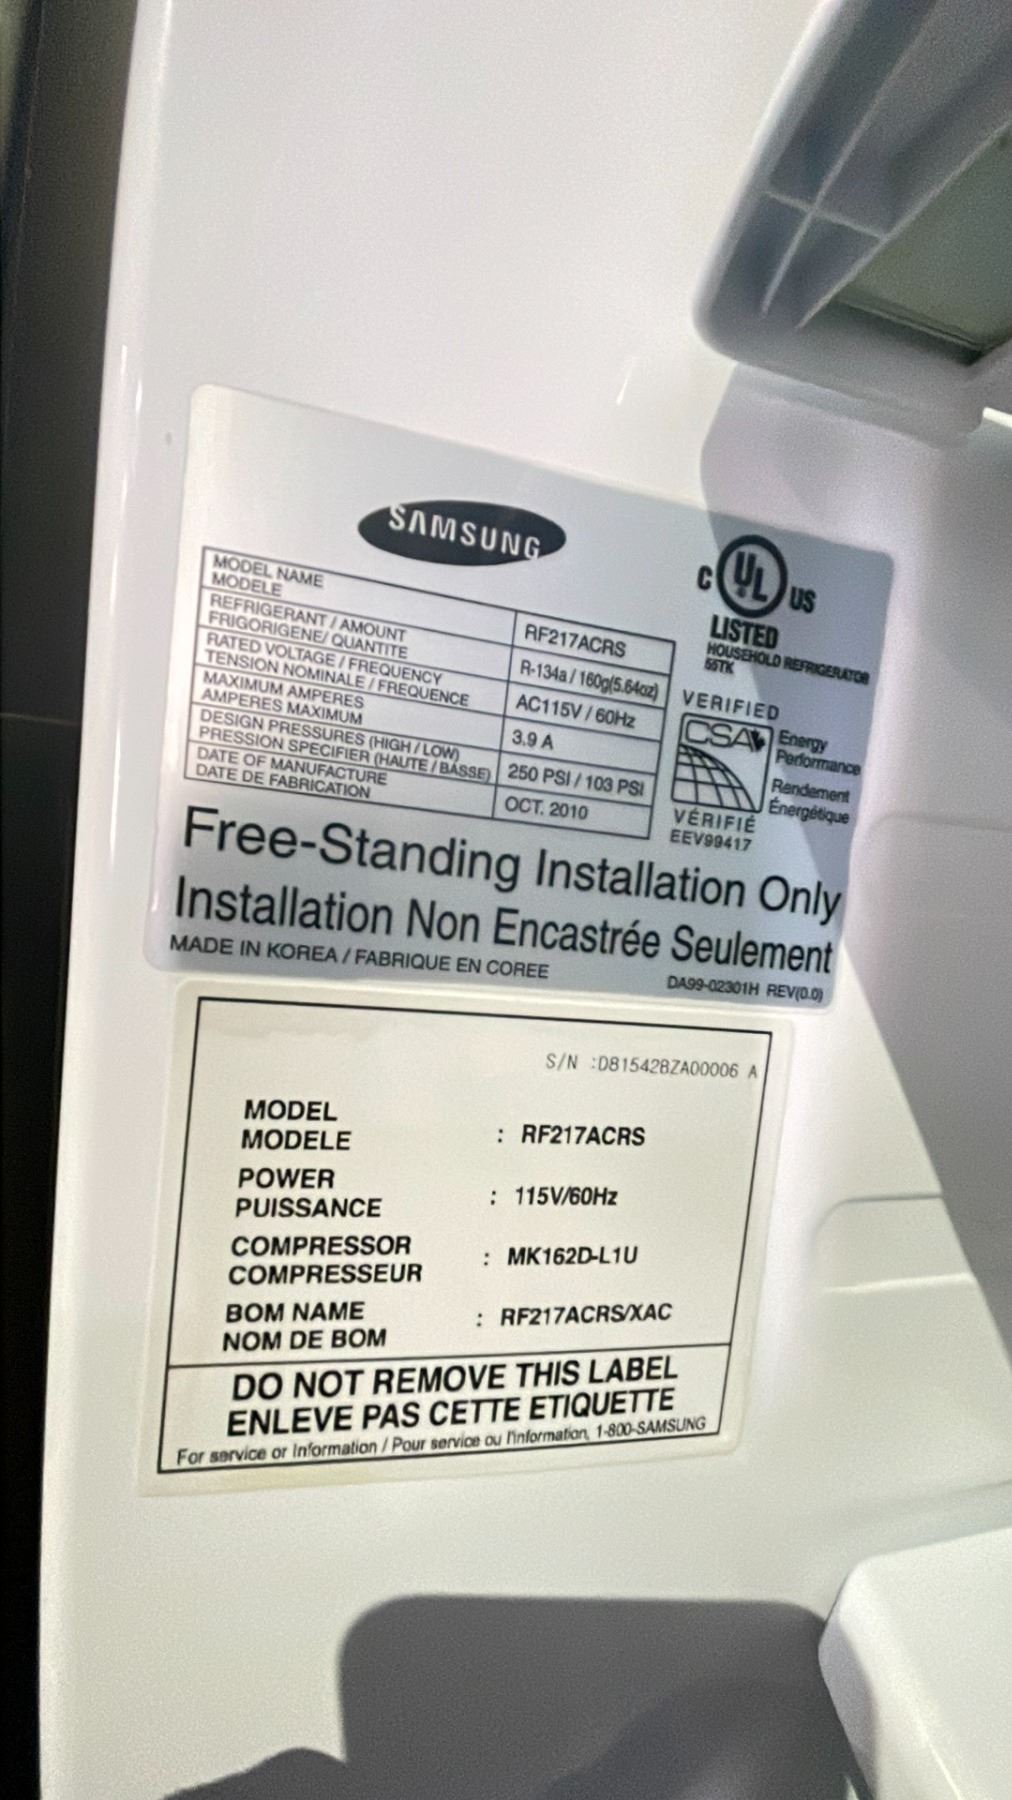 SAMSUNG
MODEL NAME
MODELE
RF217ACRS
REFRIGERANT / AMOUNT
FRIGORIGENE/ QUANTITE
R-134a / 160g(5.64oz)
RATED VOLTAGE / FREQUENCY
TENSION NOMINALE / FREQUENCE
AC115V / 60Hz
MAXIMUM AMPERES
AMPERES MAXIMUM
3.9 A
DESIGN PRESSURES (HIGH / LOW)
PRESSION SPECIFIER (HAUTE / BASSE)
250 PSI / 103 PSI
DATE OF MANUFACTURE
DATE DE FABRICATION
OCT. 2010
C UL US
LISTED
HOUSEHOLD REFRIGERATOR
55TK
VERIFIED
CSA
Energy
Performance
Rendement
Énergétique
VÉRIFIÉ
EEV99417
Free-Standing Installation Only
Installation Non Encastrée Seulement
MADE IN KOREA / FABRIQUE EN COREE
DA99-02301H REV(0.0)
S/N :D81542BZA00006 A
MODEL
MODELE
: RF217ACRS
POWER
PUISSANCE
: 115V/60Hz
COMPRESSOR
COMPRESSEUR
: MK162D-L1U
BOM NAME
NOM DE BOM
: RF217ACRS/XAC
DO NOT REMOVE THIS LABEL
ENLEVE PAS CETTE ETIQUETTE
For service or Information / Pour service ou l'information, 1-800-SAMSUNG